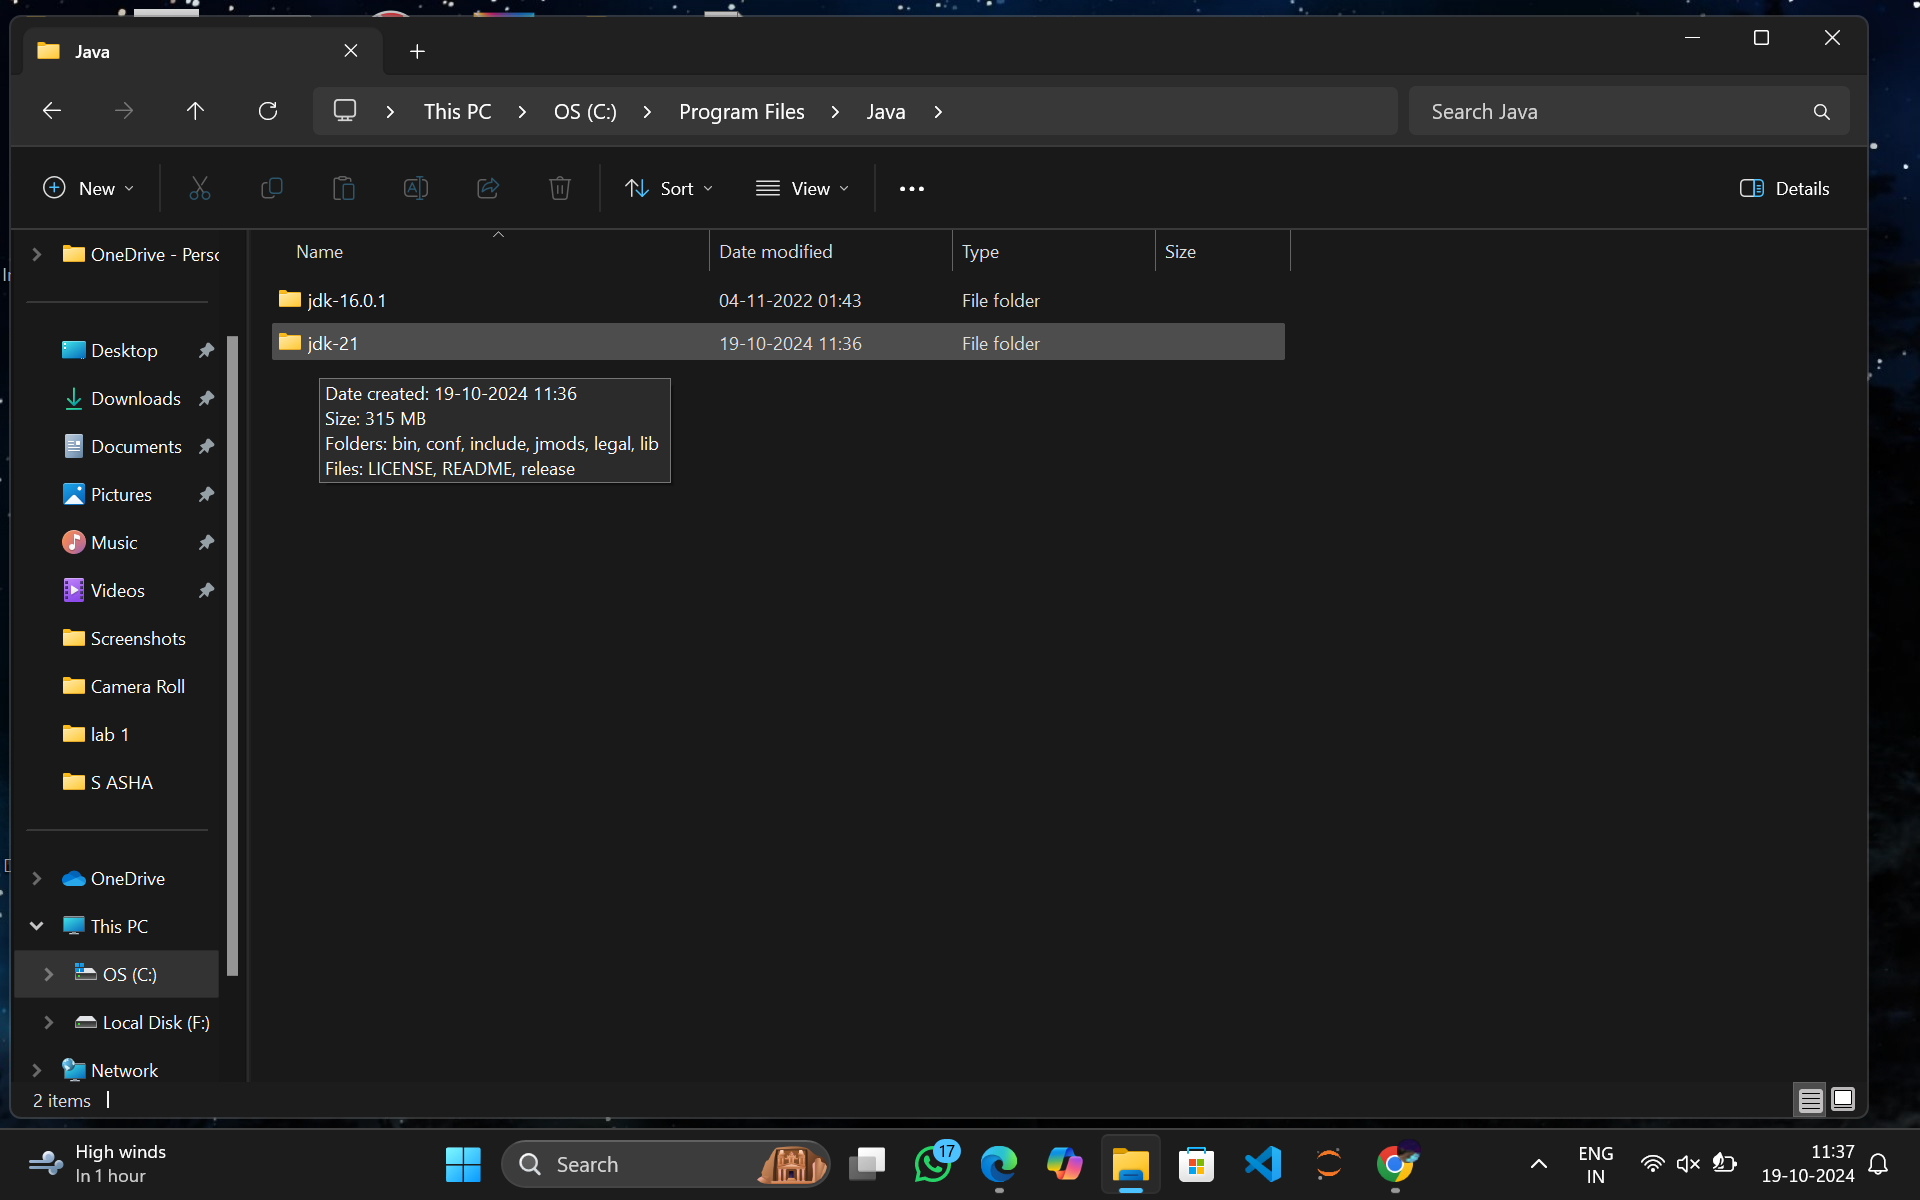 Java
This PC
OS (C:)
Program Files
Java
Search Java
New
Sort
View
Details
OneDrive - Perso
Name
Date modified
Type
Size
jdk-16.0.1
04-11-2022 01:43
File folder
jdk-21
19-10-2024 11:36
File folder
Date created: 19-10-2024 11:36
Size: 315 MB
Folders: bin, conf, include, jmods, legal, lib
Files: LICENSE, README, release
Desktop
Downloads
Documents
Pictures
Music
Videos
Screenshots
Camera Roll
lab 1
S ASHA
OneDrive
This PC
OS (C:)
Local Disk (F:)
Network
2 items
High winds
In 1 hour
Search
17
ENG
IN
11:37
19-10-2024